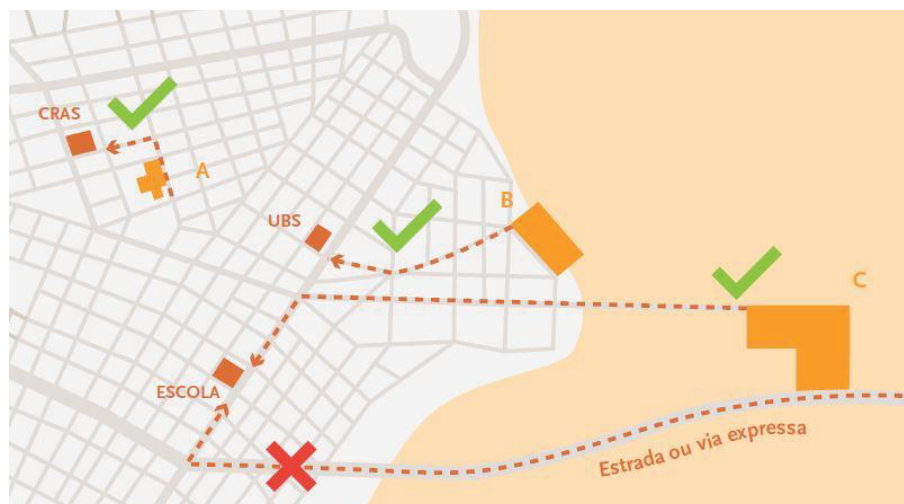 CRAS
A
B
UBS
C
ESCOLA
Estrada ou via expressa